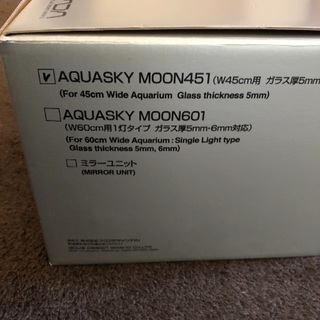 AQUASKY MOON451 (W45cm用 ガラス厚5mm
(For 45cm Wide Aquarium Glass thickness 5mm)
AQUASKY MOON601
(W60cm用1灯タイプ ガラス厚5mm・6mm対応)
(For 60cm Wide Aquarium : Single Light type
Glass thickness 5mm, 6mm)
ミラーユニット
(MIRROR UNIT)